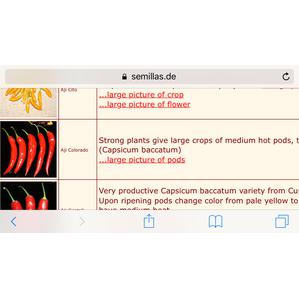 semillas.de
Aji Cito
...large picture of crop
...large picture of flower
Aji Colorado
Strong plants give large crops of medium hot pods, t
(Capsicum baccatum)
...large picture of pods
Very productive Capsicum baccatum variety from Cu
Upon ripening pods change color from pale yellow to
have medium heat